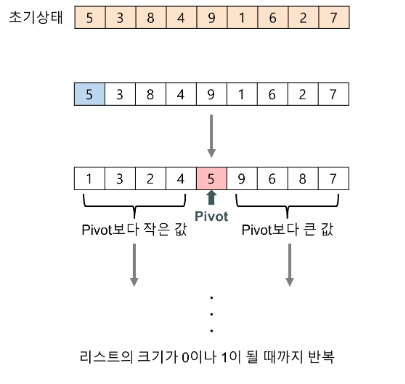 초기상태 5 3 8 4 9 1 6 2 7
5 3 8 4 9 1 6 2 7
1 3 2 4 5 9 6 8 7
Pivot
Pivot보다 작은 값 Pivot보다 큰 값
리스트의 크기가 0이나 1이 될 때까지 반복